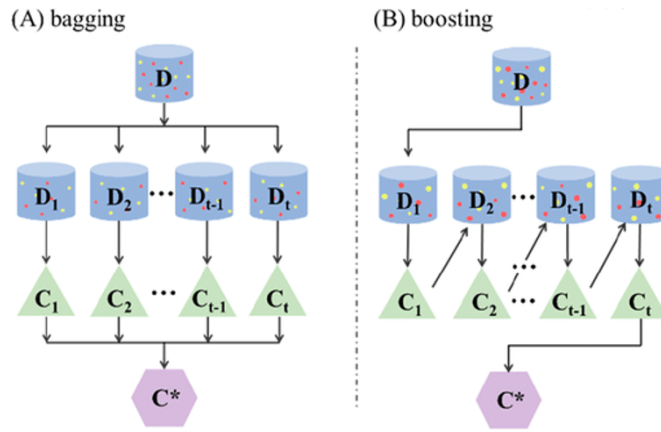 (A) bagging
(B) boosting
D
D₁ D₂ ... Dₜ₋₁ Dₜ
C₁ C₂ ... Cₜ₋₁ Cₜ
C*
D
D₁ D₂ ... Dₜ₋₁ Dₜ
...
C₁ C₂ ... Cₜ₋₁ Cₜ
C*